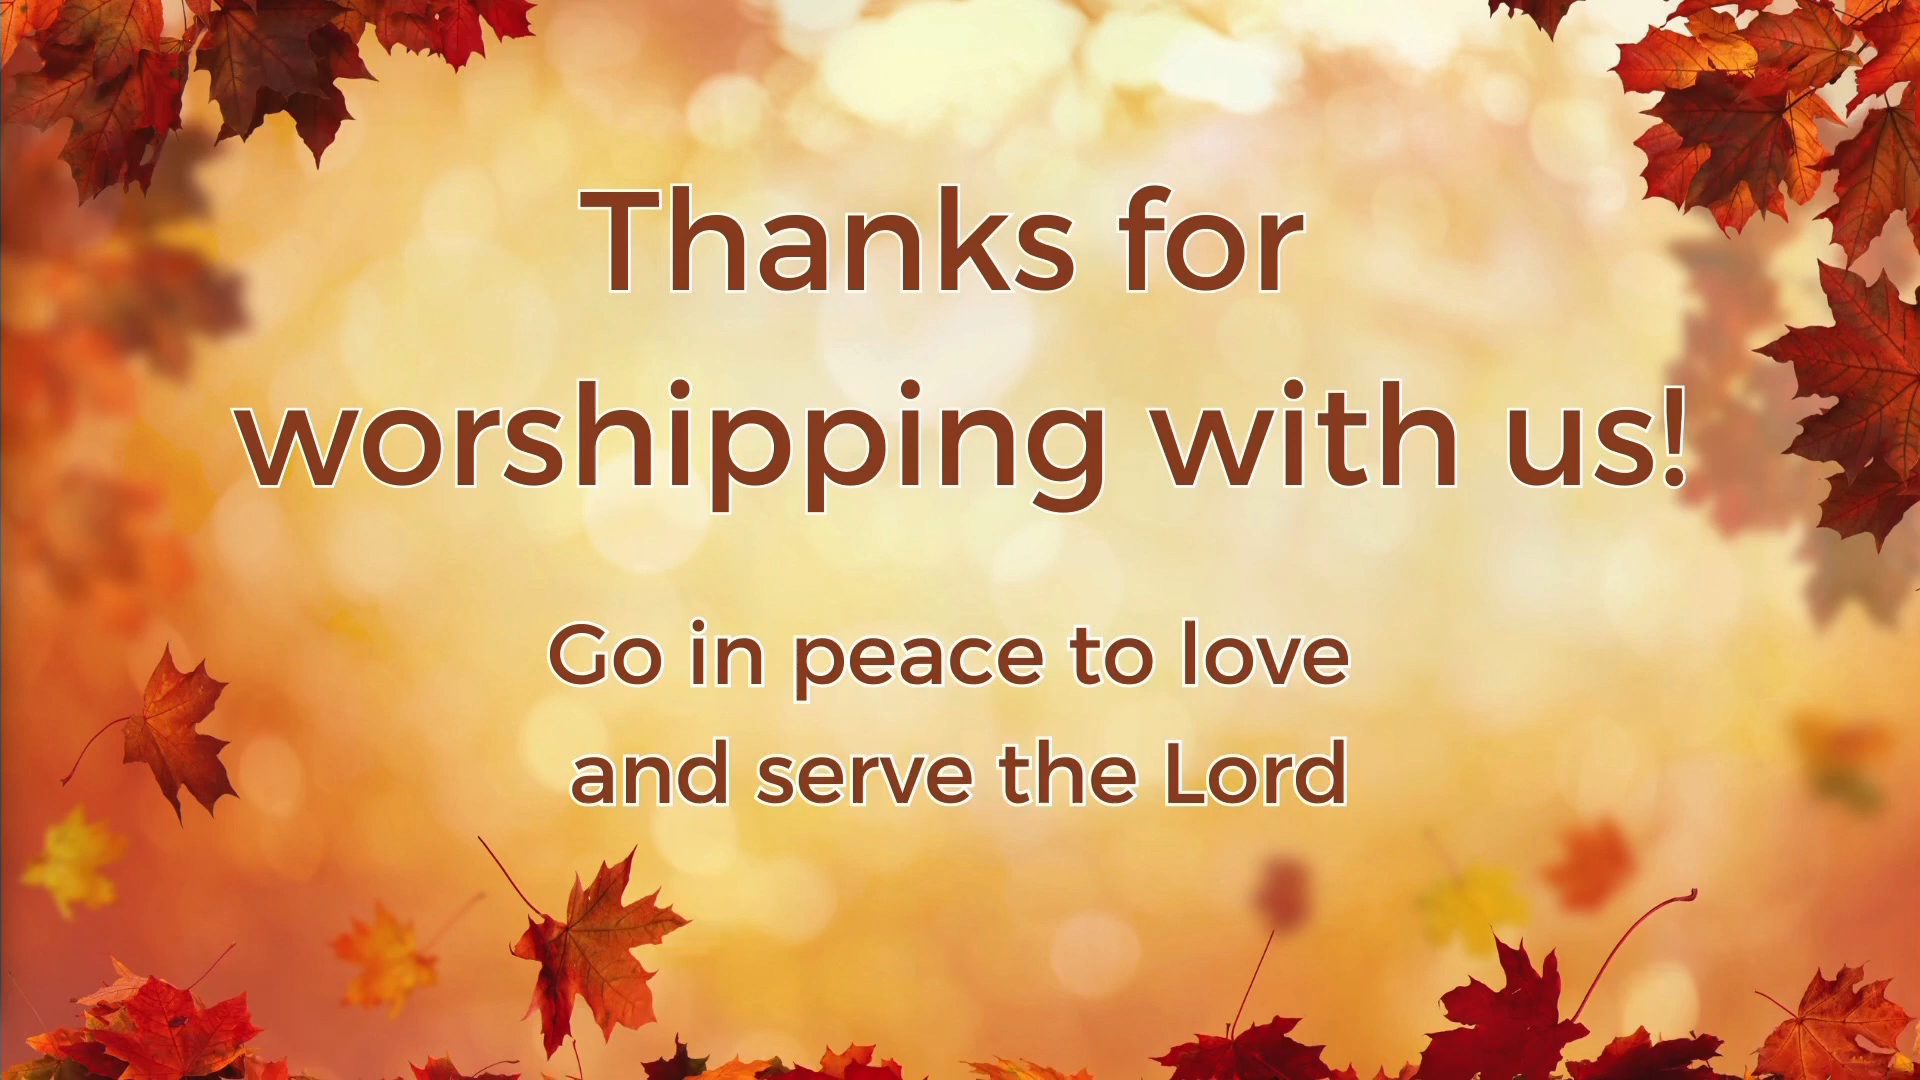 Thanks for
worshipping with us!
Go in peace to love
and serve the Lord